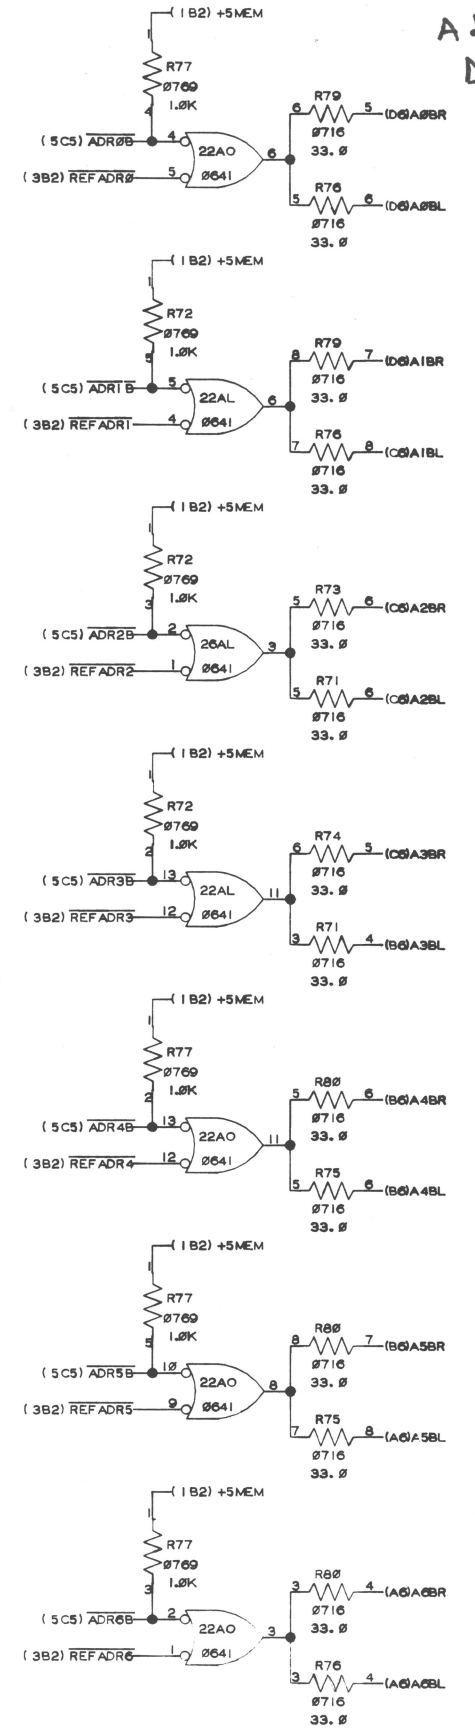 ( 1B2) +5MEM
A
1
R77
Ø769
1.ØK
4
R79
6 5 (D6)AØBR
Ø716
33. Ø
( 5C5) ADRØB 4
22AO 6
( 3B2) REFADRØ 5
Ø641
R76
5 6 (D6)AØBL
Ø716
33. Ø
( 1B2) +5MEM
1
R72
Ø769
1.ØK
5
R79
8 7 (D6)A1BR
Ø716
33. Ø
( 5C5) ADR1B 5
22AL 6
( 3B2) REFADR1 4
Ø641
R76
7 8 (C6)A1BL
Ø716
33. Ø
( 1B2) +5MEM
1
R72
Ø769
1.ØK
3
R73
5 6 (C6)A2BR
Ø716
33. Ø
( 5C5) ADR2B 2
26AL 3
( 3B2) REFADR2 1
Ø641
R71
5 6 (C6)A2BL
Ø716
33. Ø
( 1B2) +5MEM
1
R72
Ø769
1.ØK
2
R74
6 5 (C6)A3BR
Ø716
33. Ø
( 5C5) ADR3B 13
22AL 11
( 3B2) REFADR3 12
Ø641
R71
3 4 (B6)A3BL
Ø716
33. Ø
( 1B2) +5MEM
1
R77
Ø769
1.ØK
2
R8Ø
5 6 (B6)A4BR
Ø716
33. Ø
( 5C5) ADR4B 13
22AO 11
( 3B2) REFADR4 12
Ø641
R75
5 6 (B6)A4BL
Ø716
33. Ø
( 1B2) +5MEM
1
R77
Ø769
1.ØK
5
R8Ø
8 7 (B6)A5BR
Ø716
33. Ø
( 5C5) ADR5B 10
22AO 8
( 3B2) REFADR5 9
Ø641
R75
7 8 (A6)A5BL
Ø716
33. Ø
( 1B2) +5MEM
1
R77
Ø769
1.ØK
3
R8Ø
3 4 (A6)A6BR
Ø716
33. Ø
( 5C5) ADR6B 2
22AO 3
( 3B2) REFADR6 1
Ø641
R76
3 4 (A6)A6BL
Ø716
33. Ø